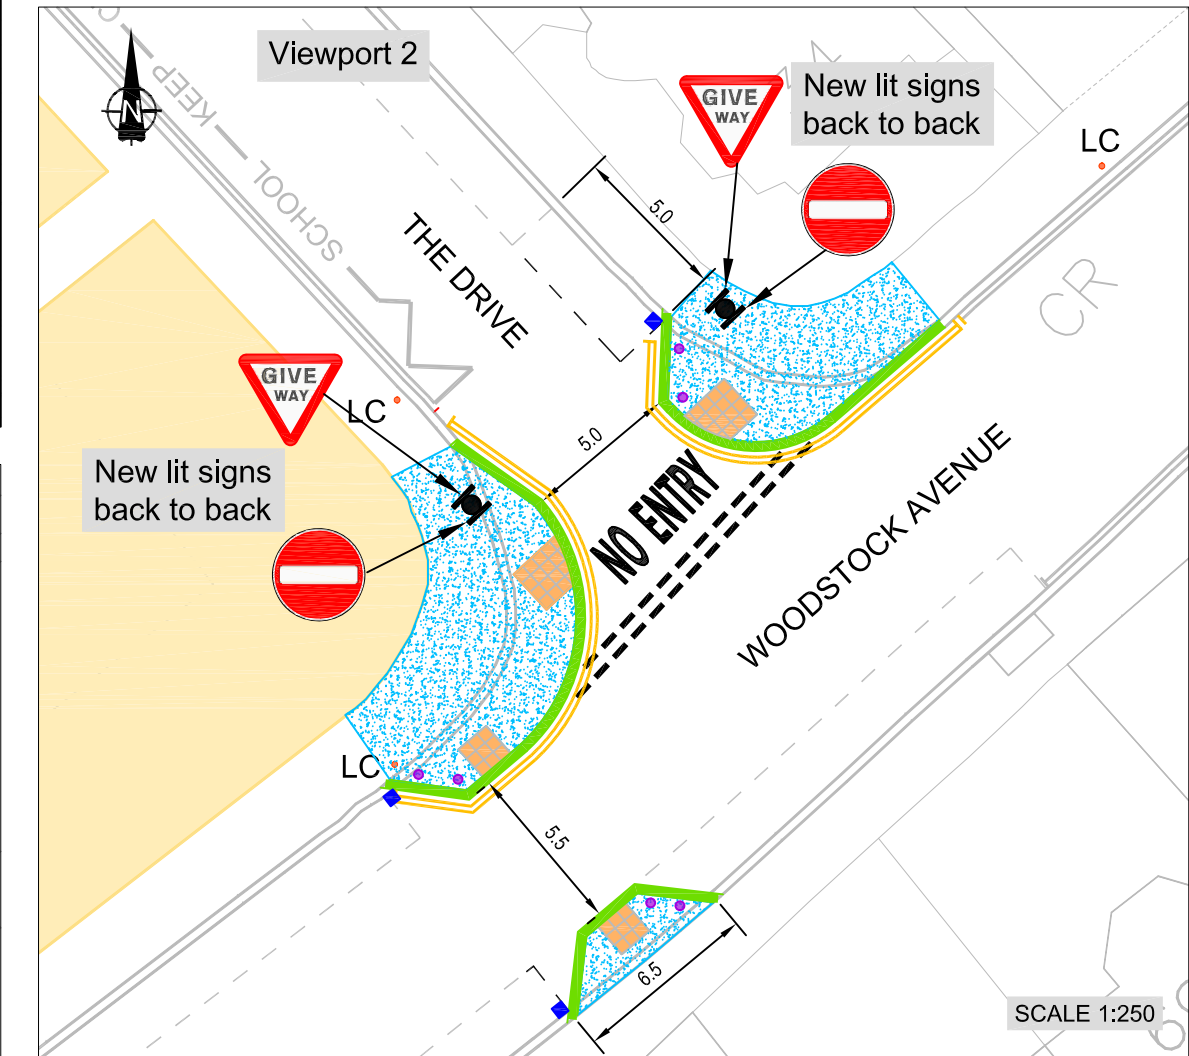 Viewport 2
N
KEEP
SCHOOL
THE DRIVE
GIVE
WAY
New lit signs
back to back
LC
CR
5.0
GIVE
WAY
LC
New lit signs
back to back
5.0
NO ENTRY
WOODSTOCK AVENUE
LC
5.5
6.5
SCALE 1:250